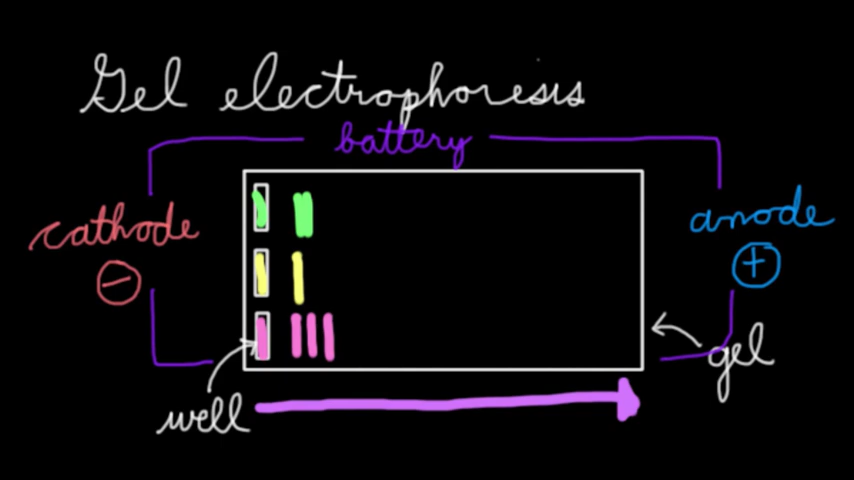 Gel electrophoresis
battery
cathode
anode
−
+
gel
well